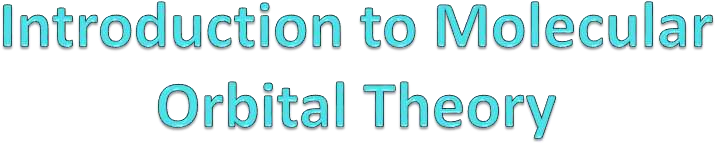 Introduction to Molecular
Orbital Theory